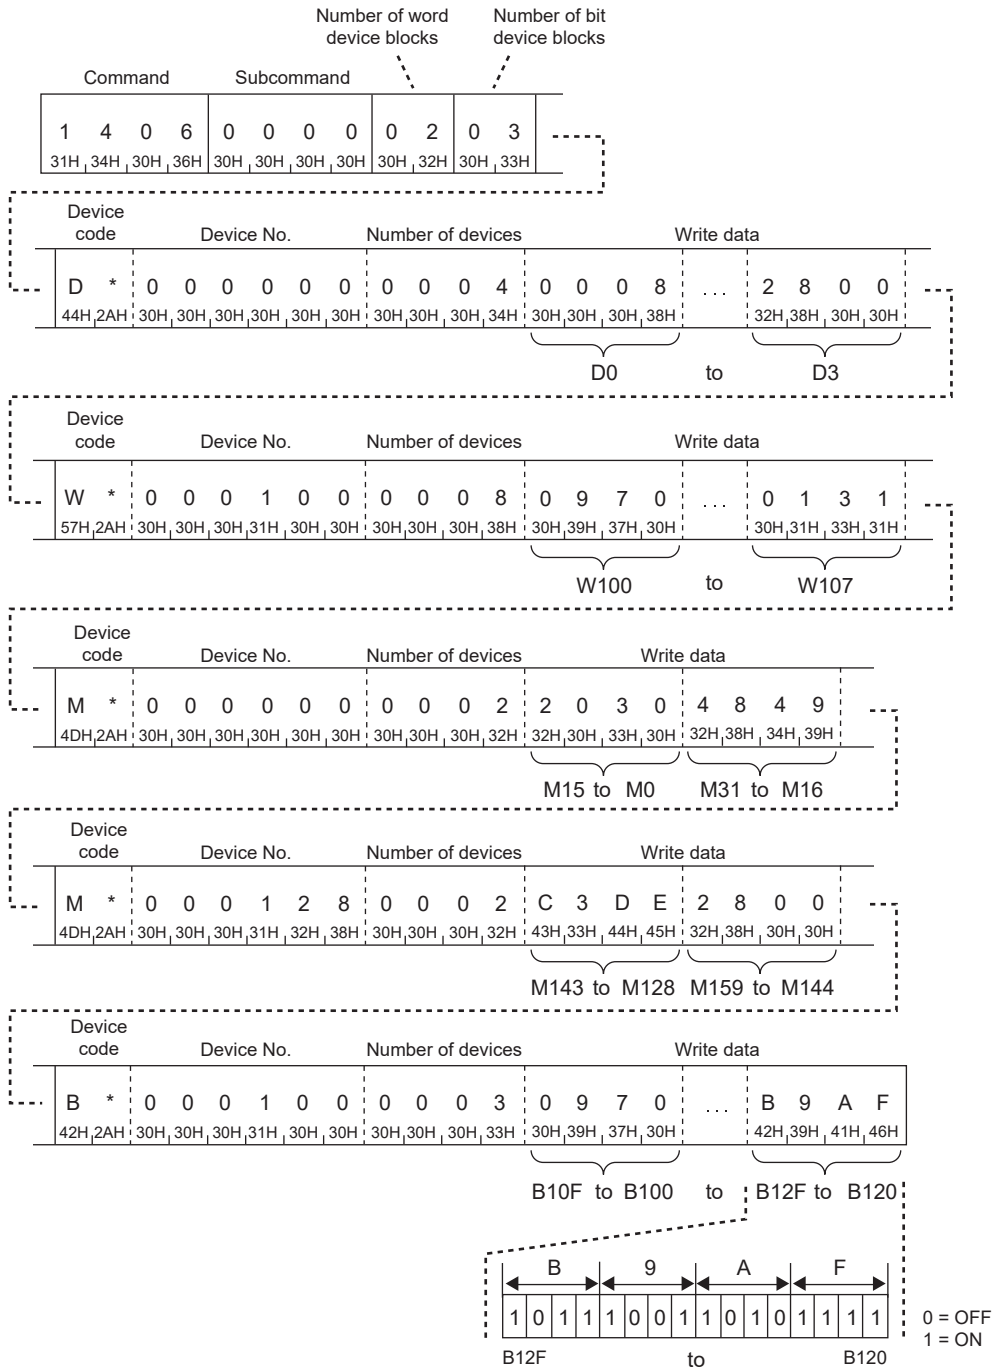 Number of word device blocks
Number of bit device blocks
Command Subcommand
1 4 0 6 0 0 0 0 0 2 0 3
31H 34H 30H 36H 30H 30H 30H 30H 30H 32H 30H 33H
Device code Device No. Number of devices Write data
D * 0 0 0 0 0 0 0 0 0 4 0 0 0 8 ... 2 8 0 0
44H 2AH 30H 30H 30H 30H 30H 30H 30H 30H 30H 34H 30H 30H 30H 38H 32H 38H 30H 30H
D0 to D3
Device code Device No. Number of devices Write data
W * 0 0 0 1 0 0 0 0 0 8 0 9 7 0 ... 0 1 3 1
57H 2AH 30H 30H 30H 31H 30H 30H 30H 30H 30H 38H 30H 39H 37H 30H 30H 31H 33H 31H
W100 to W107
Device code Device No. Number of devices Write data
M * 0 0 0 0 0 0 0 0 0 2 2 0 3 0 4 8 4 9
4DH 2AH 30H 30H 30H 30H 30H 30H 30H 30H 30H 32H 32H 30H 33H 30H 32H 38H 34H 39H
M15 to M0 M31 to M16
Device code Device No. Number of devices Write data
M * 0 0 0 1 2 8 0 0 0 2 C 3 D E 2 8 0 0
4DH 2AH 30H 30H 30H 31H 32H 38H 30H 30H 30H 32H 43H 33H 44H 45H 32H 38H 30H 30H
M143 to M128 M159 to M144
Device code Device No. Number of devices Write data
B * 0 0 0 1 0 0 0 0 0 3 0 9 7 0 ... B 9 A F
42H 2AH 30H 30H 30H 31H 30H 30H 30H 30H 30H 33H 30H 39H 37H 30H 42H 39H 41H 46H
B10F to B100 to B12F to B120
B 9 A F
1 0 1 1 1 0 0 1 1 0 1 0 1 1 1 1
0 = OFF
1 = ON
B12F to B120